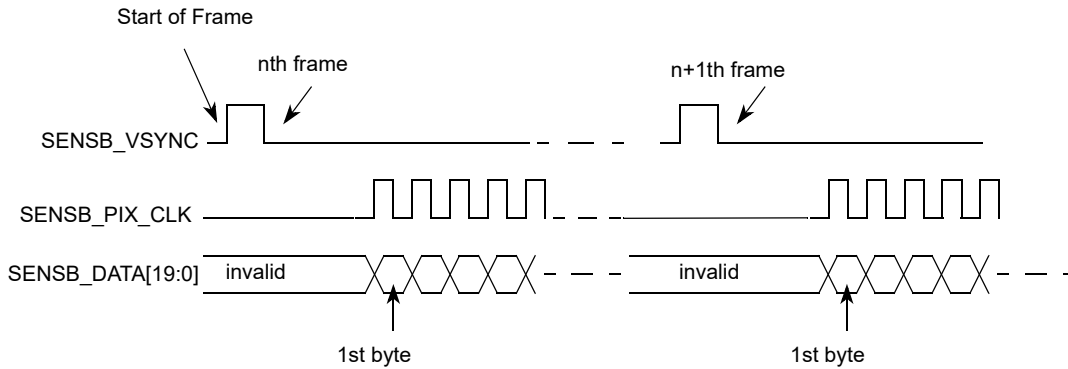 Start of Frame
nth frame
n+1th frame
SENSB_VSYNC
SENSB_PIX_CLK
SENSB_DATA[19:0]
invalid
invalid
1st byte
1st byte